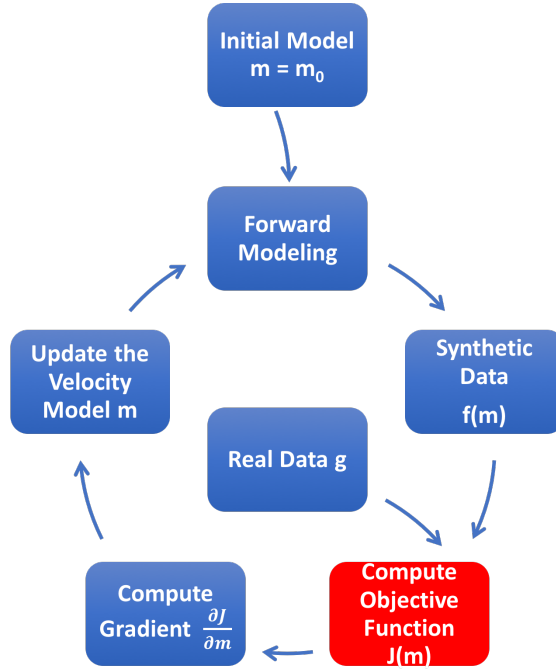 Initial Model
m = m₀
Forward
Modeling
Synthetic
Data
f(m)
Update the
Velocity
Model m
Real Data g
Compute
Objective
Function
J(m)
Compute
Gradient ∂J/∂m